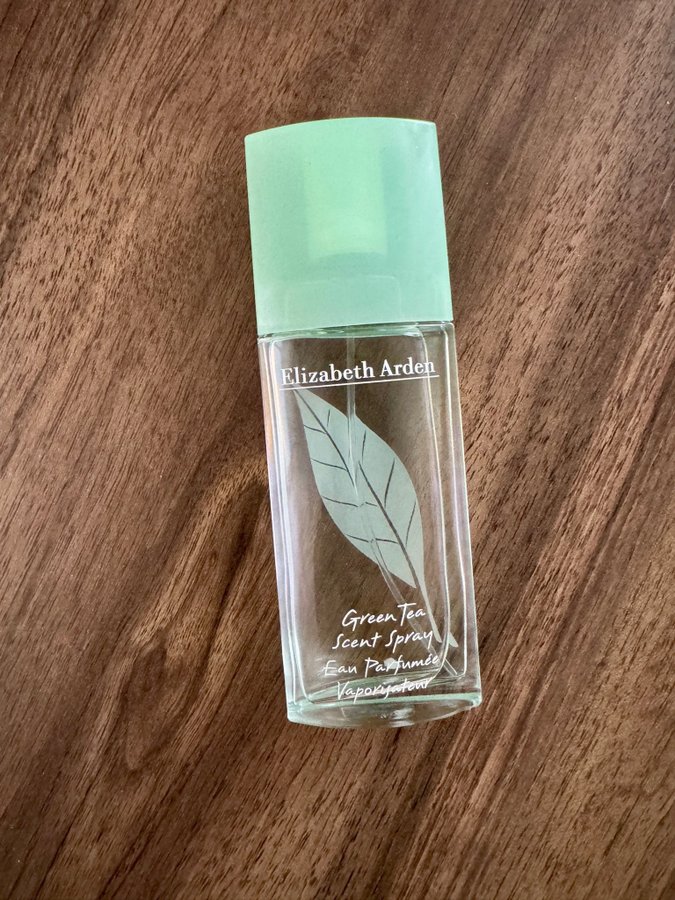 Elizabeth Arden
Green Tea
Scent Spray
Eau Parfumée
Vaporisateur